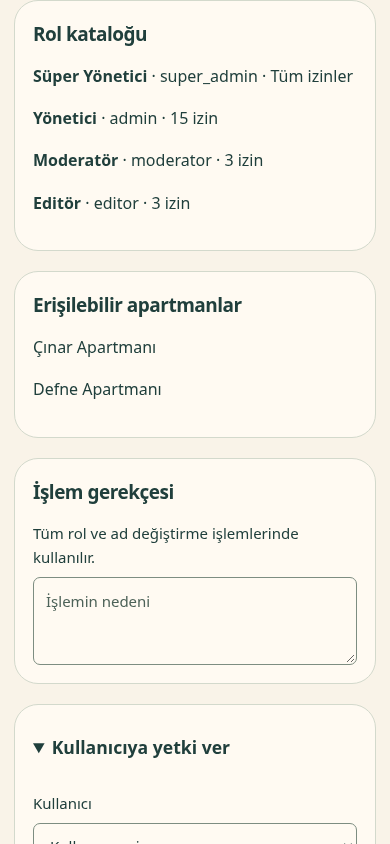 Rol kataloğu
Süper Yönetici · super_admin · Tüm izinler
Yönetici · admin · 15 izin
Moderatör · moderator · 3 izin
Editör · editor · 3 izin
Erişilebilir apartmanlar
Çınar Apartmanı
Defne Apartmanı
İşlem gerekçesi
Tüm rol ve ad değiştirme işlemlerinde
kullanılır.
İşlemin nedeni
▼ Kullanıcıya yetki ver
Kullanıcı